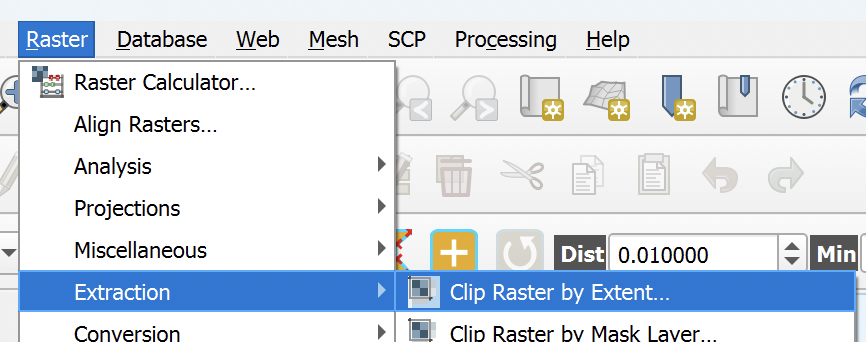 Raster Database Web Mesh SCP Processing Help
Raster Calculator...
Align Rasters...
Analysis
Projections
Miscellaneous
Dist 0.010000 Min
Extraction
Clip Raster by Extent...
Conversion
Clip Raster by Mask Layer...